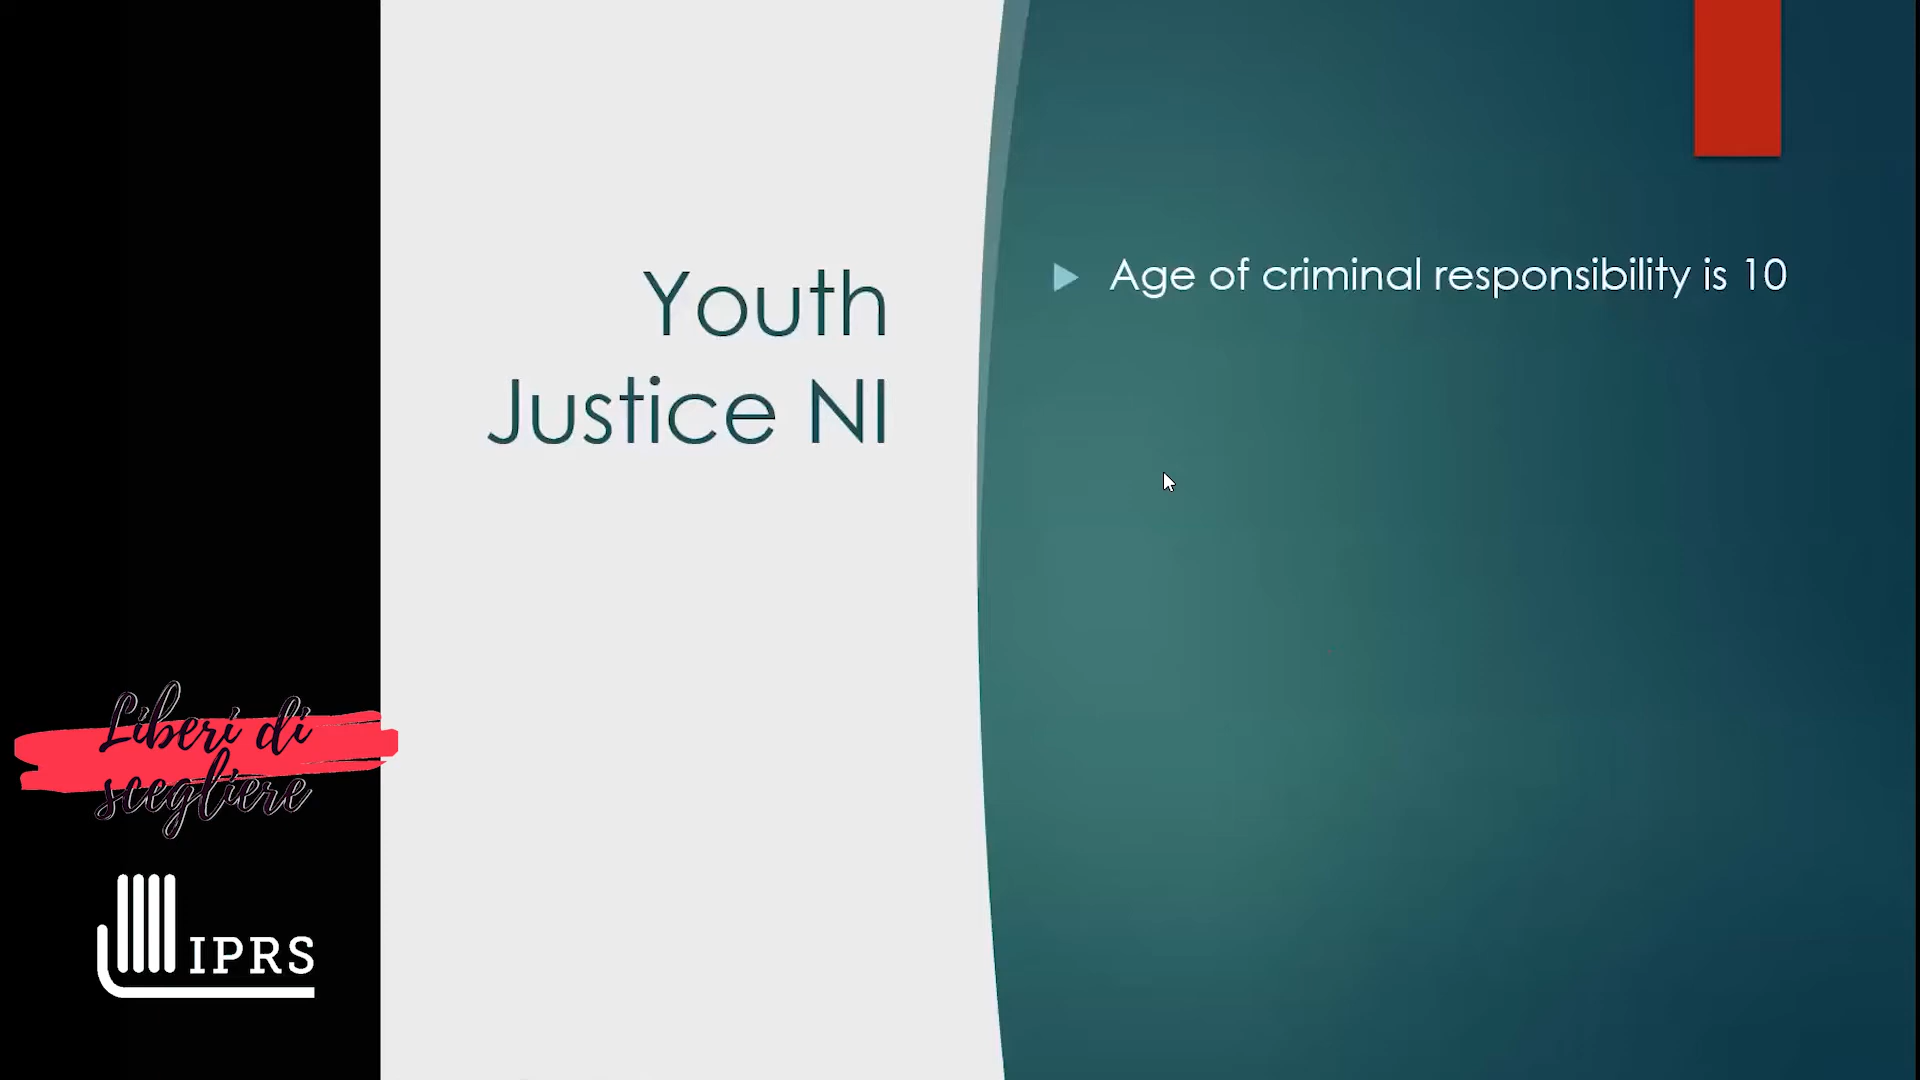 Youth
Justice NI
Age of criminal responsibility is 10
Liberi di
scegliere
IPRS